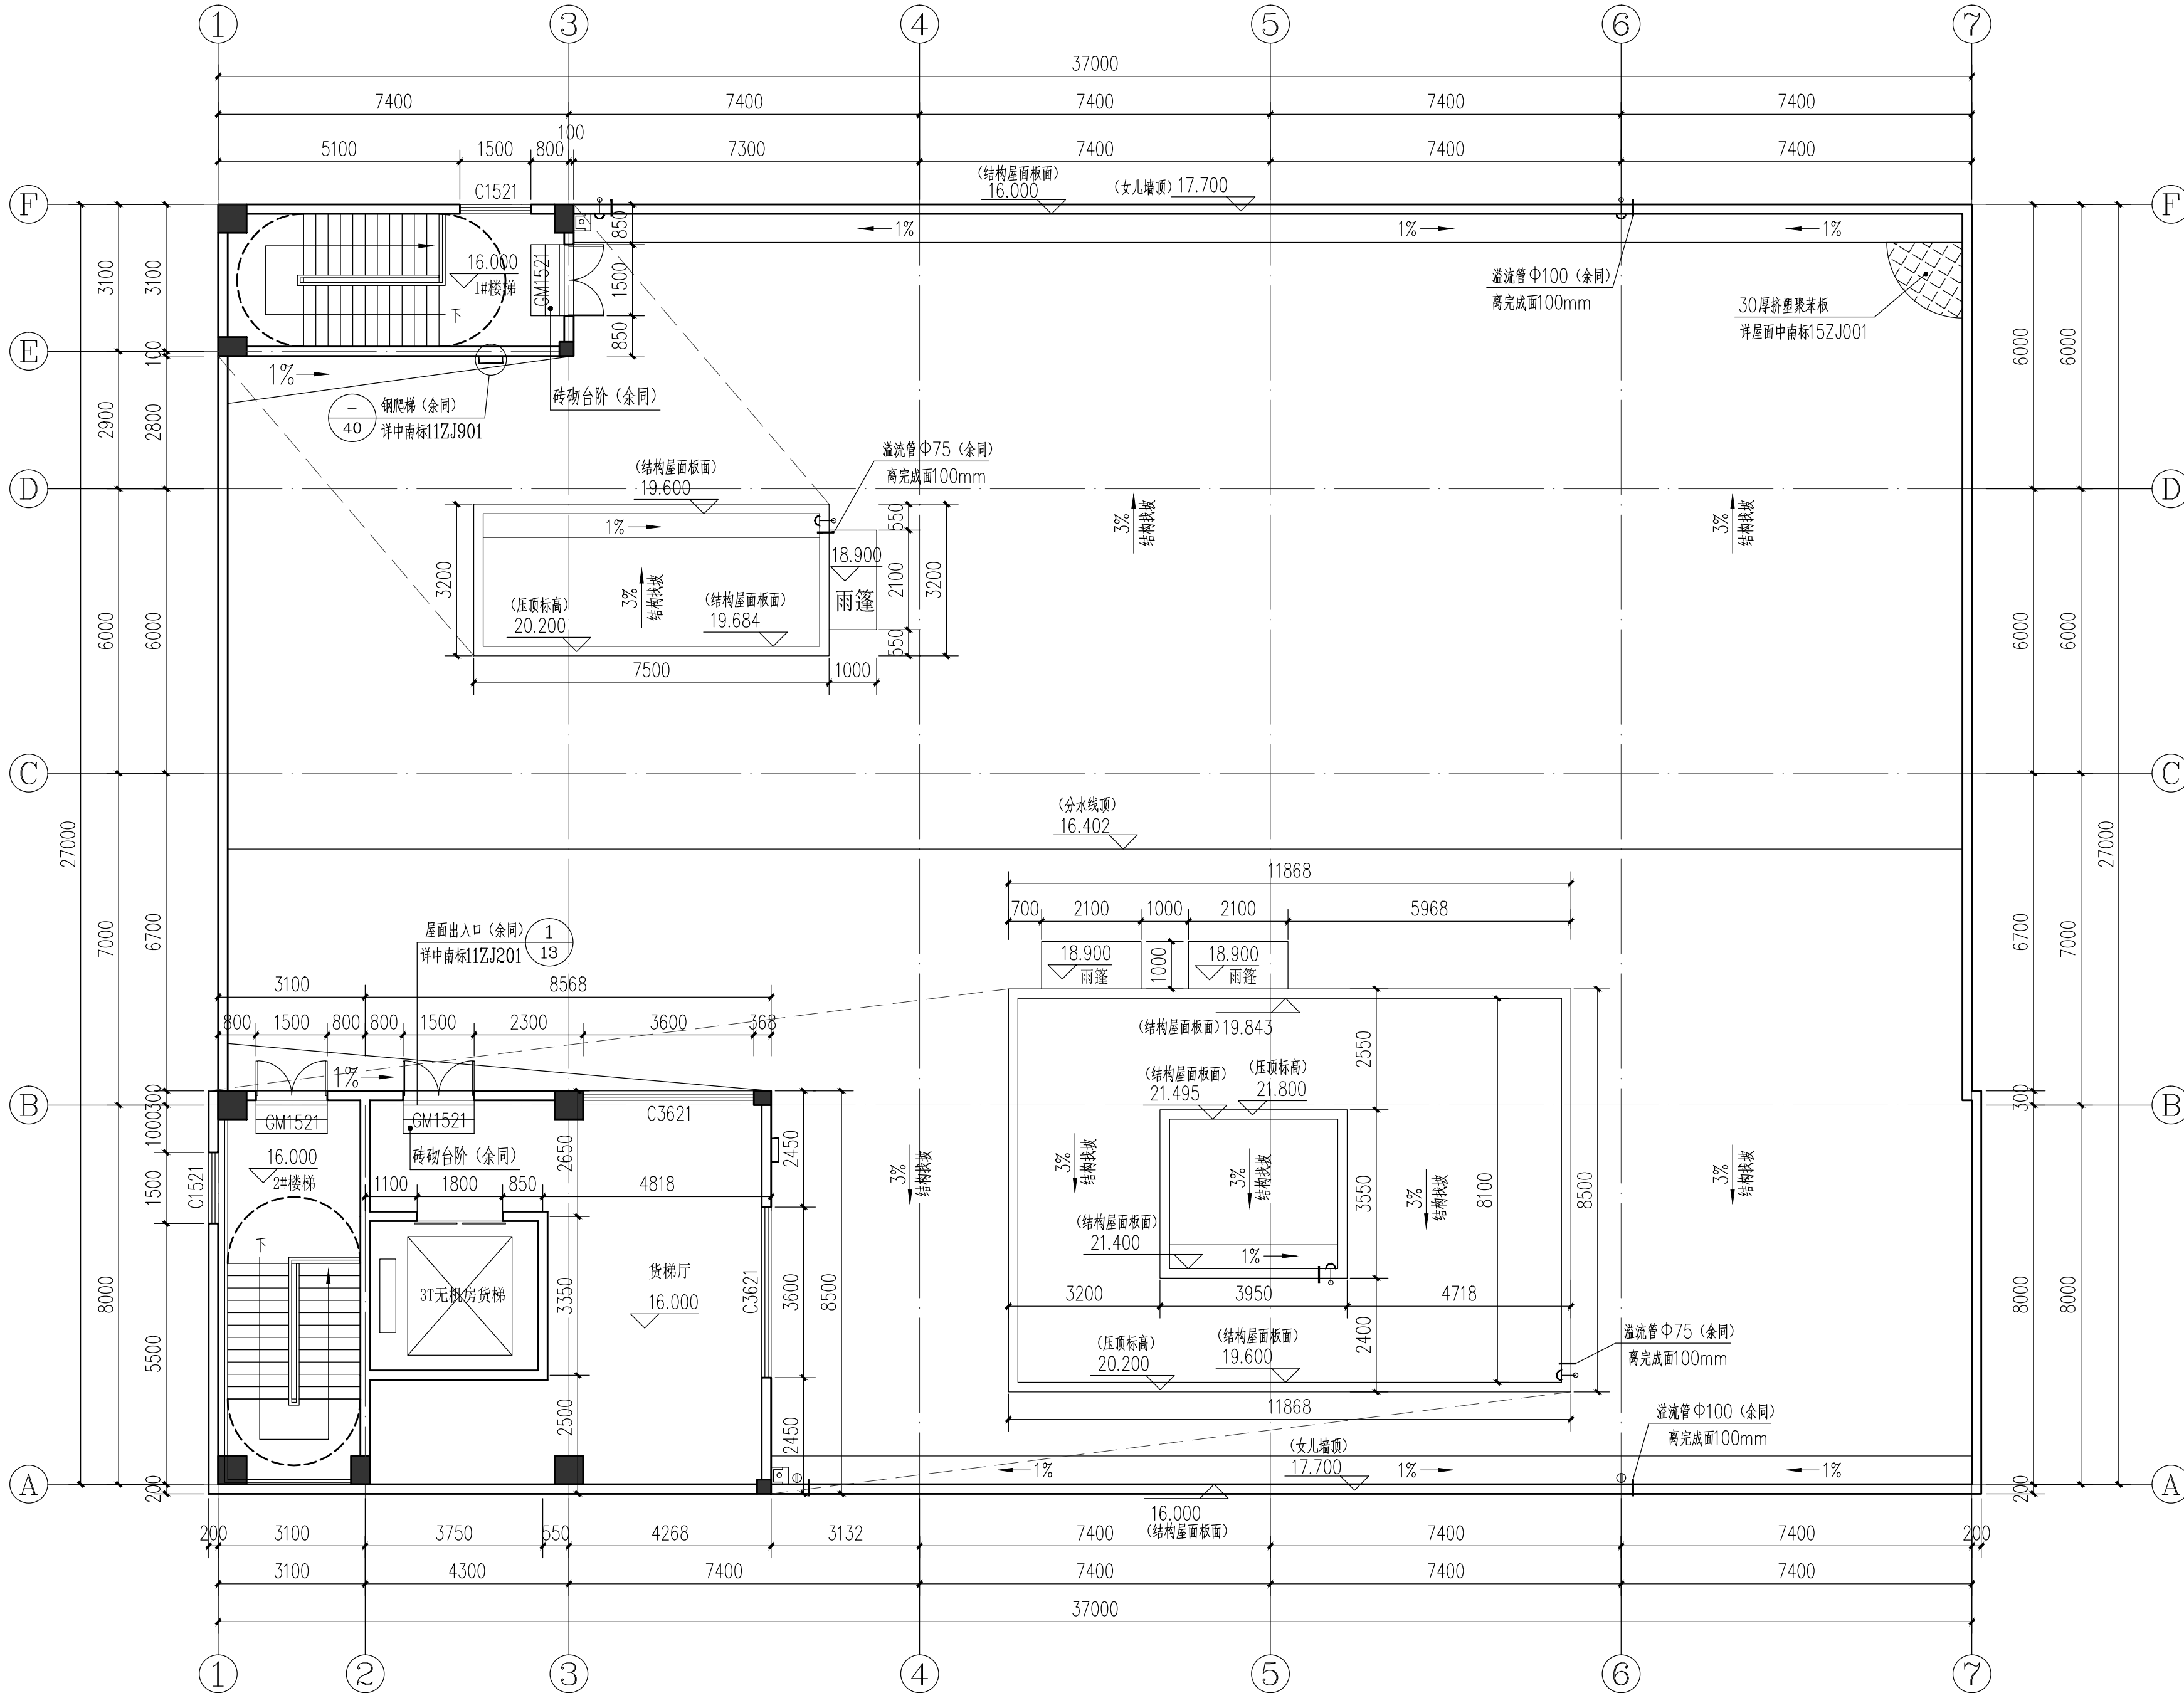 1 3 4 5 6 7
37000
7400 7400 7400 7400 7400
100
5100 1500 800 7300 7400 7400 7400
(结构屋面板面)
16.000
(女儿墙顶) 17.700
C1521
F F
850
1% 1% 1%
3100 3100
16.000
1#楼梯
GM1521
1500
溢流管Φ100 (余同)
离完成面100mm
30厚挤塑聚苯板
详屋面中南标15ZJ001
下
850
E
100
6000 6000
1%
砖砌台阶 (余同)
–
40
钢爬梯 (余同)
详中南标11ZJ901
2900 2800
溢流管Φ75 (余同)
离完成面100mm
(结构屋面板面)
19.600
D D
1%
550
3%
结构找坡
3%
结构找坡
18.900
雨篷
3200
2100 3200
3%
结构找坡
(压顶标高)
20.200
(结构屋面板面)
19.684
550
6000 6000
6000 6000
7500 1000
C C
(分水线顶)
16.402
27000 27000
11868
700 2100 1000 2100 5968
7000 6700
6700 7000
屋面出入口 (余同)
详中南标11ZJ201
1
13
18.900
雨篷
1000
18.900
雨篷
3100 8568
800 1500 800 800 1500 2300 3600 368
(结构屋面板面) 19.843
2550
1%
(结构屋面板面)
21.495
(压顶标高)
21.800
300 300
B B
GM1521 GM1521 C3621
1000
16.000
2#楼梯
砖砌台阶 (余同)
2650
2450
C1521
1500
1100 1800 850 4818
3%
结构找坡
3%
结构找坡
3%
结构找坡
3%
结构找坡
3%
结构找坡
3550
8100
8500
(结构屋面板面)
21.400
1%
下
3T无机房货梯
货梯厅
16.000
3350
C3621
3600
8500
8000 5500
8000 8000
3200 3950 4718
2400
(压顶标高)
20.200
(结构屋面板面)
19.600
溢流管Φ75 (余同)
离完成面100mm
2500
2450
11868
溢流管Φ100 (余同)
离完成面100mm
(女儿墙顶)
17.700
1% 1% 1%
A A
200 200
16.000
(结构屋面板面)
200 3100 3750 550 4268 3132 7400 7400 7400 200
3100 4300 7400 7400 7400 7400
37000
1 2 3 4 5 6 7